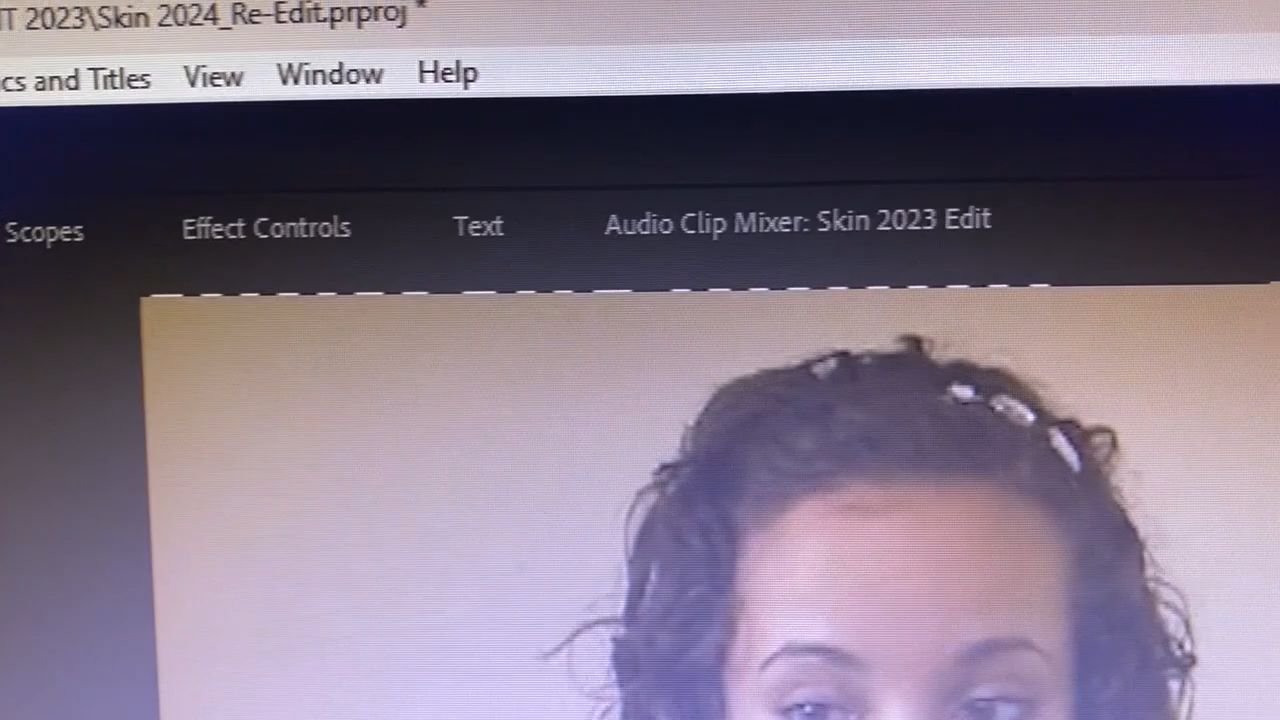 IT 2023\Skin 2024_Re-Edit.prproj *
cs and Titles View Window Help
Scopes Effect Controls Text Audio Clip Mixer: Skin 2023 Edit